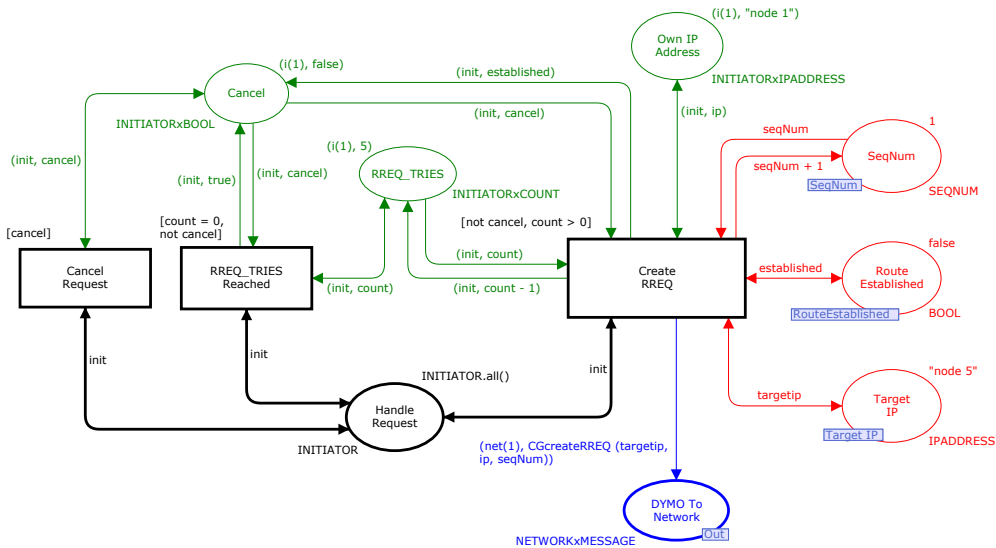 (i(1), "node 1")
Own IP
Address
INITIATORxIPADDRESS
(i(1), false)
Cancel
INITIATORxBOOL
(init, established)
(init, cancel)
(init, ip)
1
seqNum
SeqNum
seqNum + 1
SeqNum
SEQNUM
(init, cancel)
(init, true)
(init, cancel)
(i(1), 5)
RREQ_TRIES
INITIATORxCOUNT
[cancel]
[count = 0,
not cancel]
[not cancel, count > 0]
Cancel
Request
RREQ_TRIES
Reached
(init, count)
(init, count)
(init, count - 1)
Create
RREQ
false
established
Route
Established
RouteEstablished
BOOL
init
init
init
INITIATOR.all()
Handle
Request
INITIATOR
"node 5"
targetip
Target
IP
Target IP
IPADDRESS
(net(1), CGcreateRREQ (targetip,
ip, seqNum))
DYMO To
Network
Out
NETWORKxMESSAGE